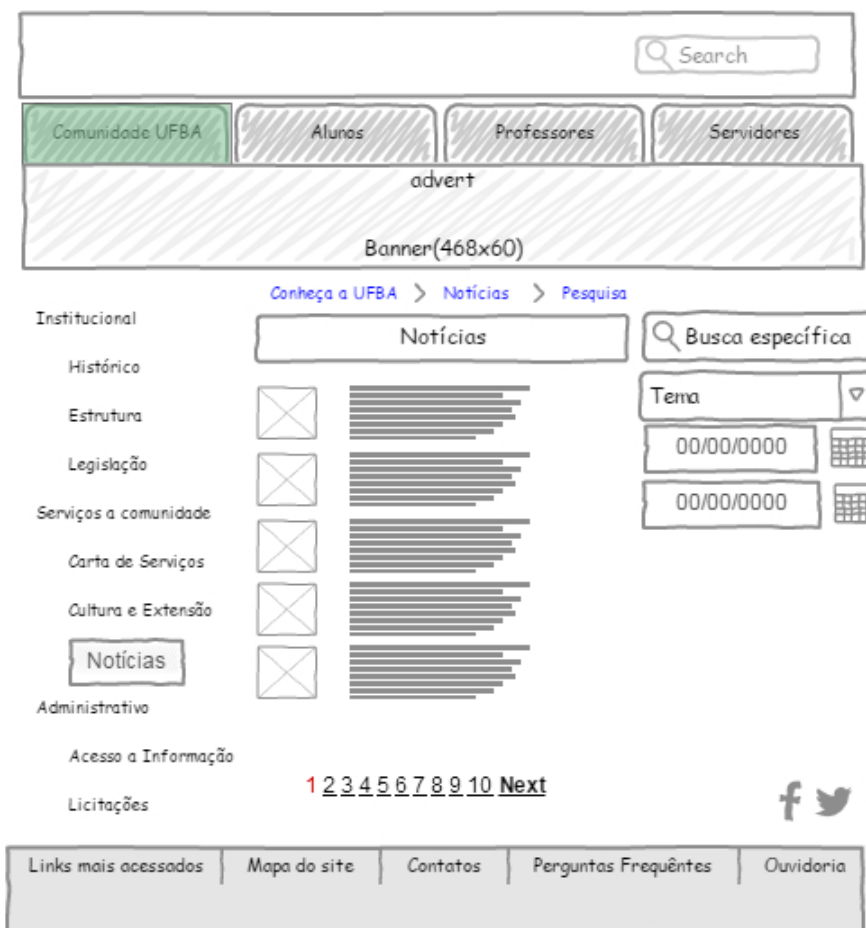 Search
Comunidade UFBA
Alunos
Professores
Servidores
advert
Banner(468x60)
Conheça a UFBA > Notícias > Pesquisa
Institucional
Histórico
Estrutura
Legislação
Serviços a comunidade
Carta de Serviços
Cultura e Extensão
Notícias
Administrativo
Acesso a Informação
Licitações
Notícias
1 2 3 4 5 6 7 8 9 10 Next
Busca específica
Tema
00/00/0000
00/00/0000
Links mais acessados
Mapa do site
Contatos
Perguntas Frequêntes
Ouvidoria